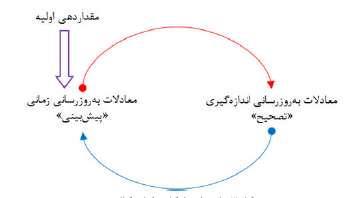 مقداردهی اولیه
معادلات به‌روزرسانی اندازه‌گیری
«تصحیح»
معادلات به‌روزرسانی زمانی
«پیش‌بینی»